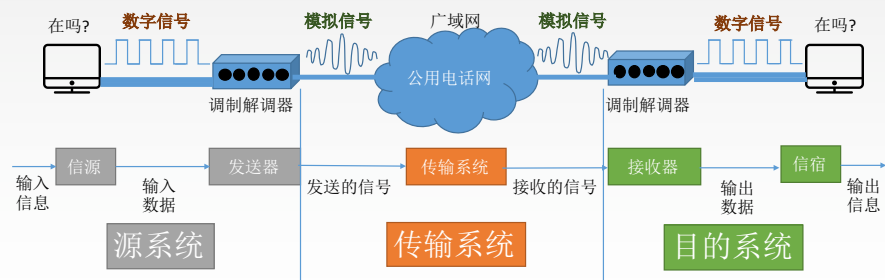 在吗?
数字信号
模拟信号
广域网
模拟信号
数字信号
在吗?
公用电话网
调制解调器
调制解调器
信源
发送器
传输系统
接收器
信宿
输入
信息
输入
数据
发送的信号
接收的信号
输出
数据
输出
信息
源系统
传输系统
目的系统